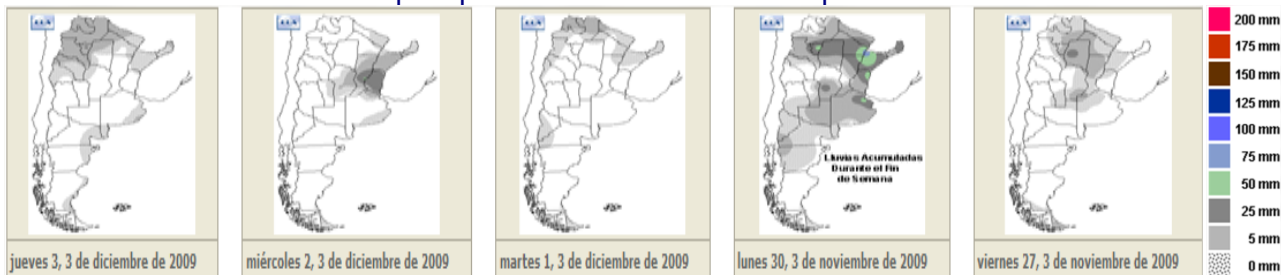 Lluvias Acumuladas
Durante el Fin
de Semana
jueves 3, 3 de diciembre de 2009
miércoles 2, 3 de diciembre de 2009
martes 1, 3 de diciembre de 2009
lunes 30, 3 de noviembre de 2009
viernes 27, 3 de noviembre de 2009
200 mm
175 mm
150 mm
125 mm
100 mm
75 mm
50 mm
25 mm
5 mm
0 mm